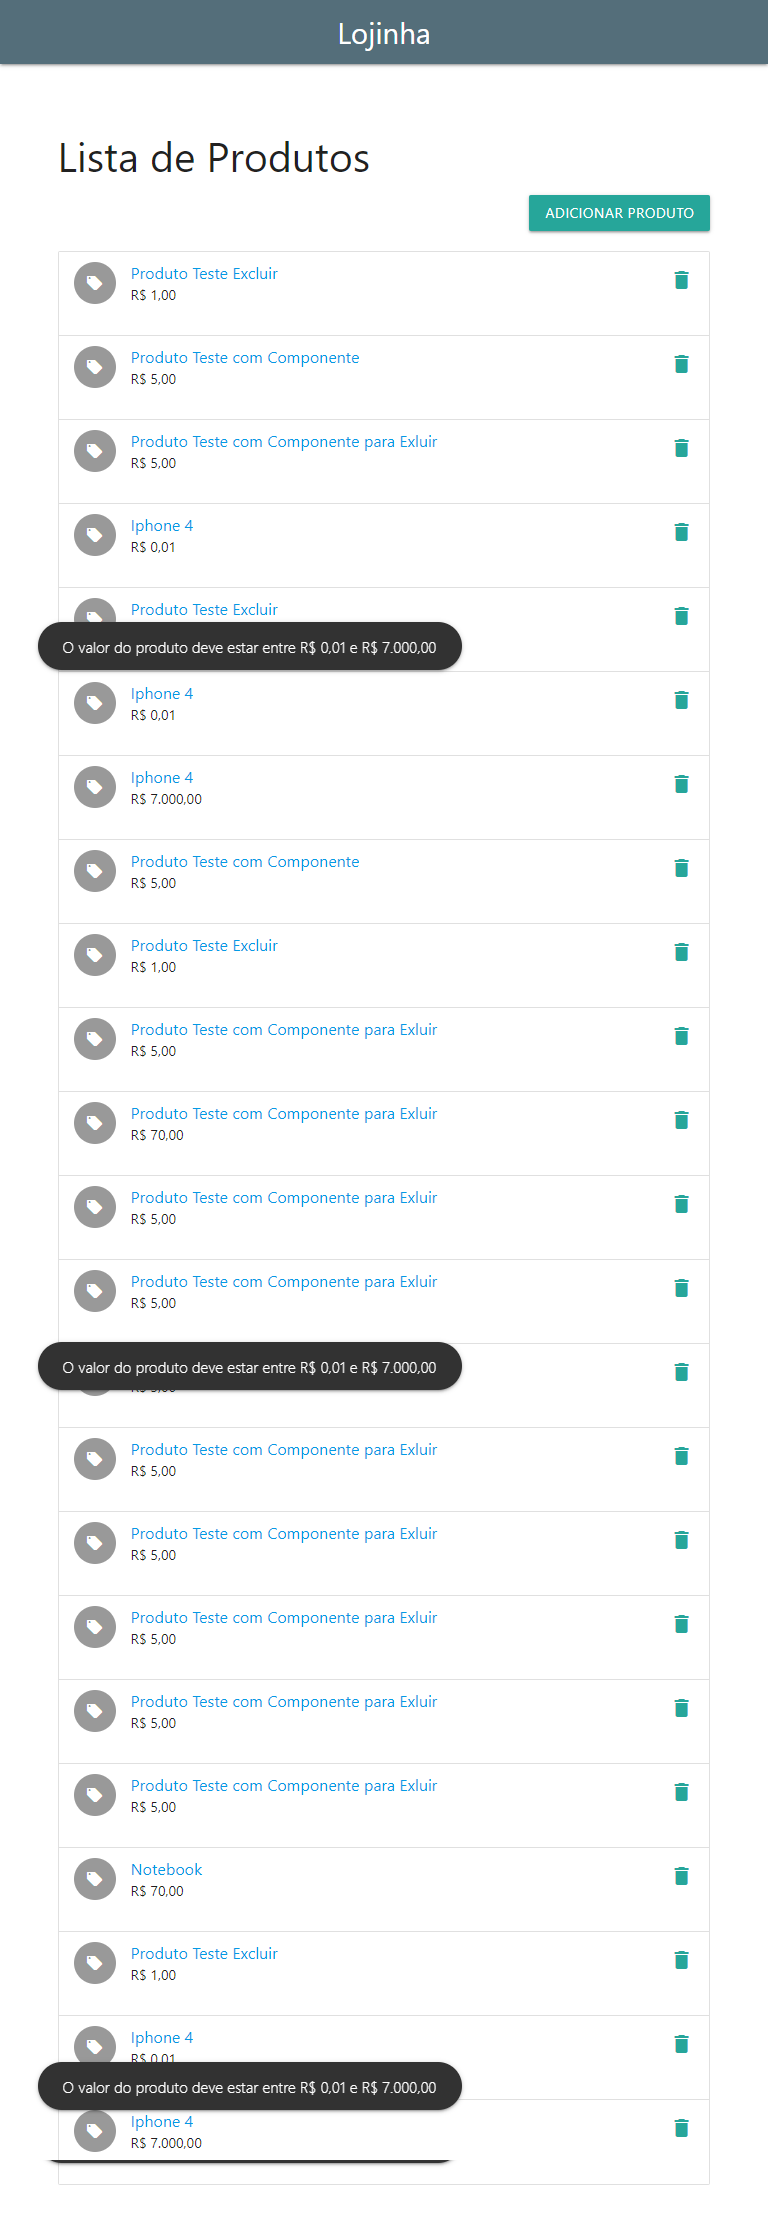 Lojinha
Lista de Produtos
ADICIONAR PRODUTO
Produto Teste Excluir
R$ 1,00
Produto Teste com Componente
R$ 5,00
Produto Teste com Componente para Exluir
R$ 5,00
Iphone 4
R$ 0,01
Produto Teste Excluir
O valor do produto deve estar entre R$ 0,01 e R$ 7.000,00
Iphone 4
R$ 0,01
Iphone 4
R$ 7.000,00
Produto Teste com Componente
R$ 5,00
Produto Teste Excluir
R$ 1,00
Produto Teste com Componente para Exluir
R$ 5,00
Produto Teste com Componente para Exluir
R$ 70,00
Produto Teste com Componente para Exluir
R$ 5,00
Produto Teste com Componente para Exluir
R$ 5,00
O valor do produto deve estar entre R$ 0,01 e R$ 7.000,00
Produto Teste com Componente para Exluir
R$ 5,00
Produto Teste com Componente para Exluir
R$ 5,00
Produto Teste com Componente para Exluir
R$ 5,00
Produto Teste com Componente para Exluir
R$ 5,00
Produto Teste com Componente para Exluir
R$ 5,00
Notebook
R$ 70,00
Produto Teste Excluir
R$ 1,00
Iphone 4
R$ 0,01
O valor do produto deve estar entre R$ 0,01 e R$ 7.000,00
Iphone 4
R$ 7.000,00